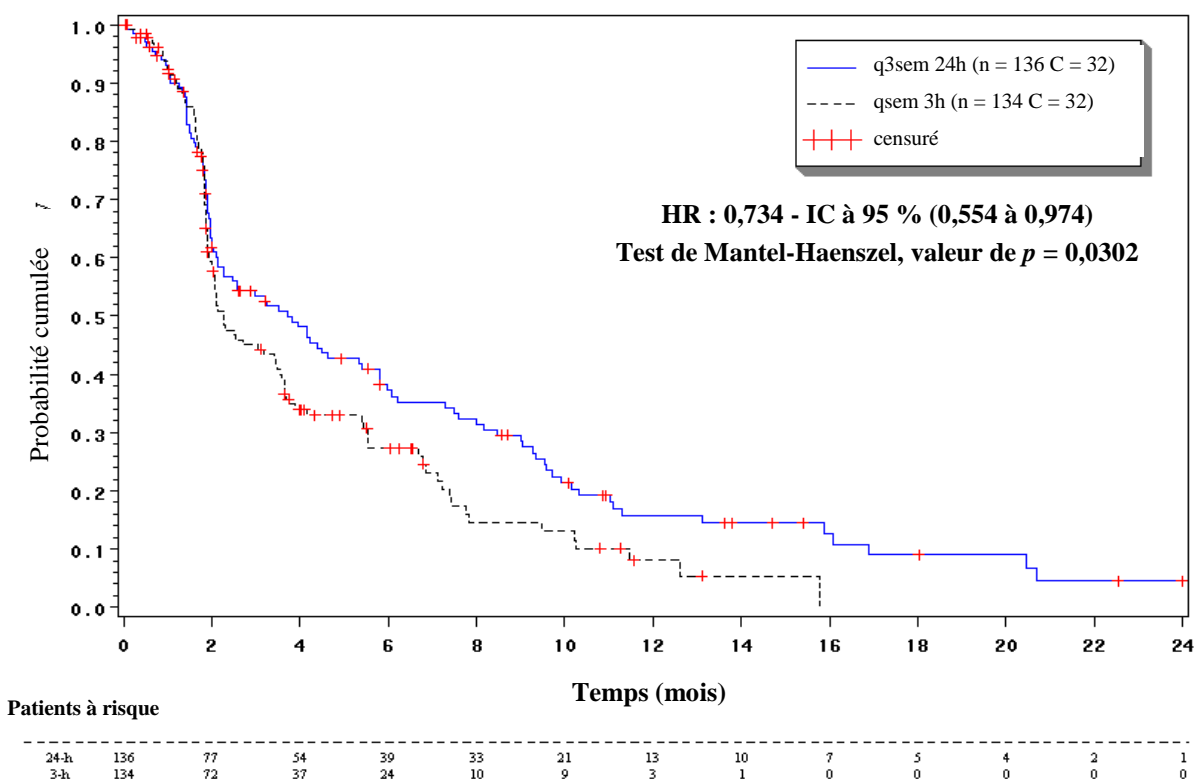 1.0
0.9
0.8
0.7
0.6
0.5
0.4
0.3
0.2
0.1
0.0
Probabilité cumulée
q3sem 24h (n = 136 C = 32)
qsem 3h (n = 134 C = 32)
censuré
HR : 0,734 - IC à 95 % (0,554 à 0,974)
Test de Mantel-Haenszel, valeur de p = 0,0302
0 2 4 6 8 10 12 14 16 18 20 22 24
Temps (mois)
Patients à risque
24-h 136 77 54 39 33 21 13 10 7 5 4 2 1
3-h 134 72 37 24 10 9 3 1 0 0 0 0 0